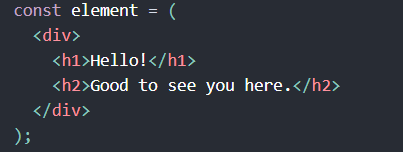 const element = (
  <div>
    <h1>Hello!</h1>
    <h2>Good to see you here.</h2>
  </div>
);